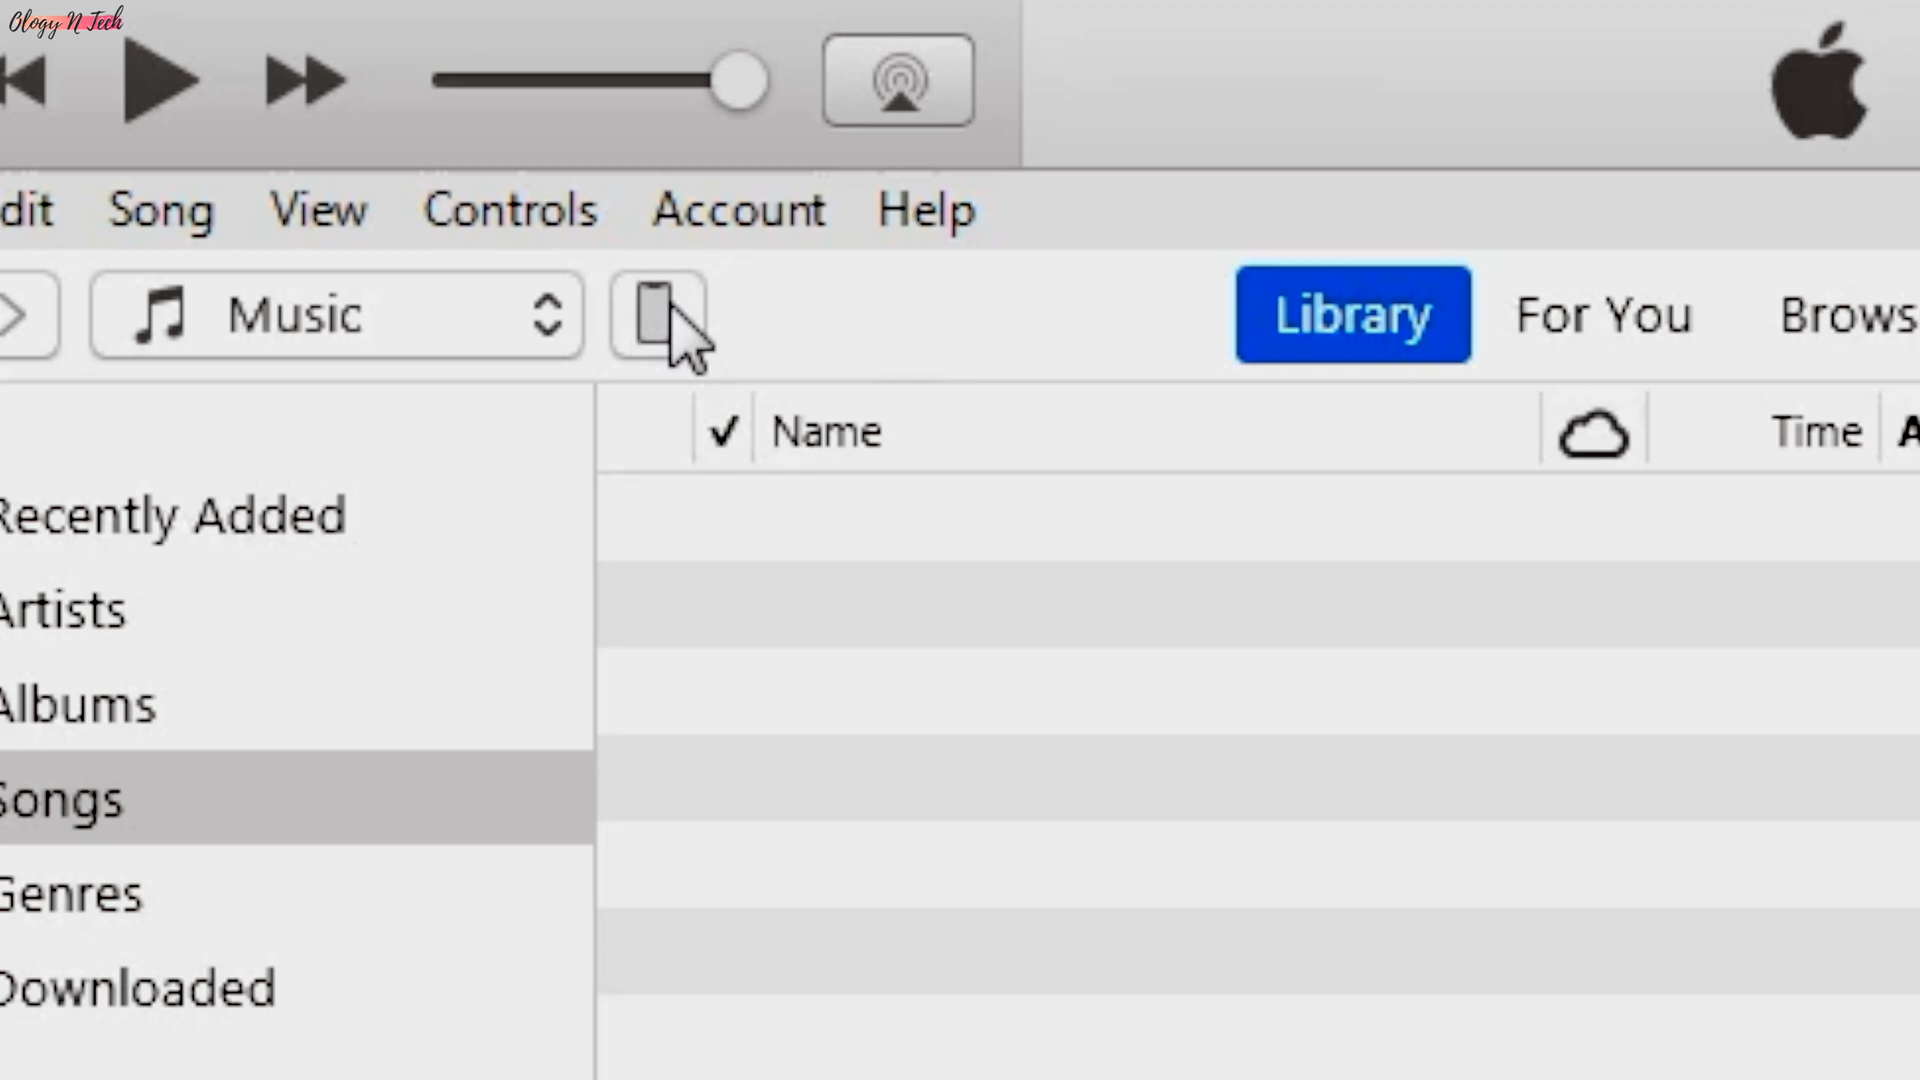 Ology N Tech
dit Song View Controls Account Help
Music Library For You Brows
Name Time A
Recently Added
Artists
Albums
Songs
Genres
Downloaded